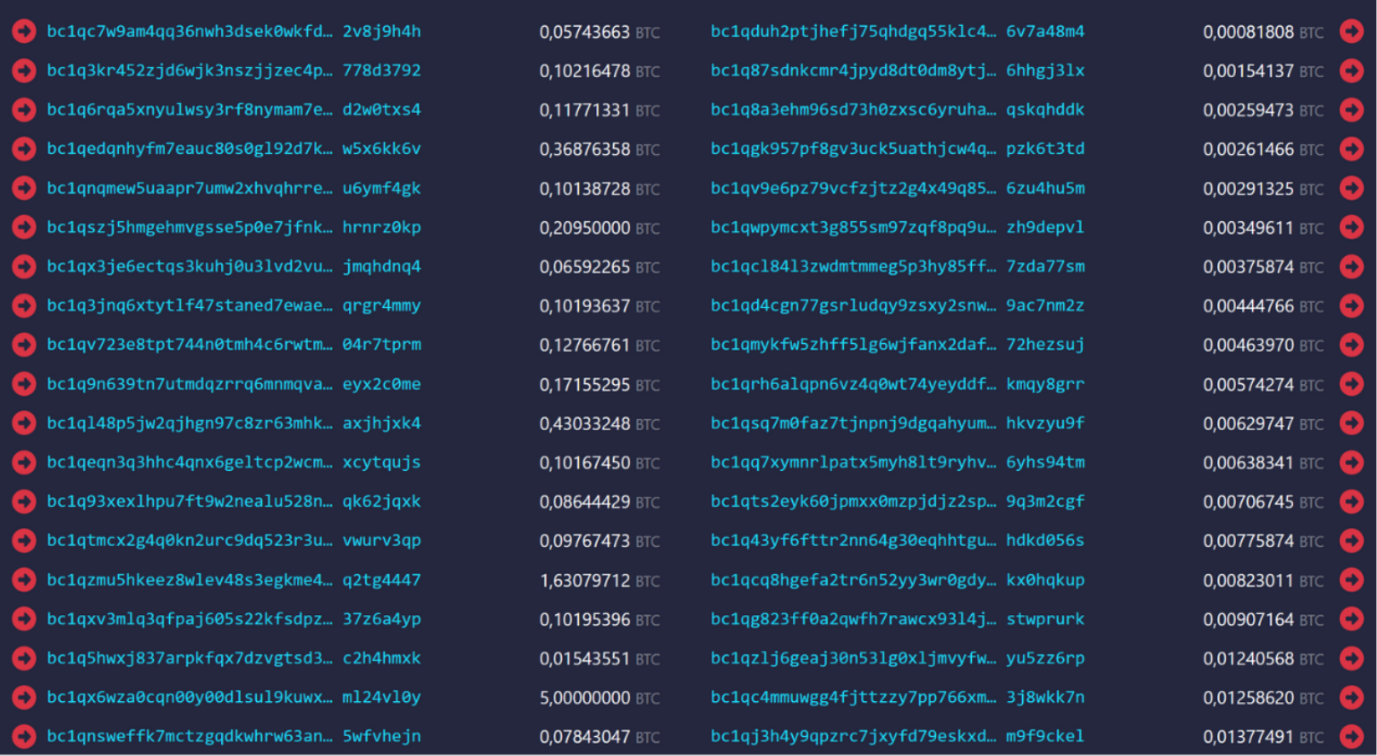 bc1qc7w9am4qq36nwh3dsek0wkfd… 2v8j9h4h 0,05743663 BTC bc1qduh2ptjhefj75qhdgq55klc4… 6v7a48m4 0,00081808 BTC
bc1q3kr452zjd6wjk3nszjjzec4p… 778d3792 0,10216478 BTC bc1q87sdnkcmr4jpyd8dt0dm8ytj… 6hhgj3lx 0,00154137 BTC
bc1q6rqa5xnyulwsy3rf8nymam7e… d2w0txs4 0,11771331 BTC bc1q8a3ehm96sd73h0zxsc6yruha… qskqhddk 0,00259473 BTC
bc1qedqnhyfm7eauc80s0gl92d7k… w5x6kk6v 0,36876358 BTC bc1qgk957pf8gv3uck5uathjcw4q… pzk6t3td 0,00261466 BTC
bc1qnqmew5uaapr7umw2xhvqhrre… u6ymf4gk 0,10138728 BTC bc1qv9e6pz79vcfzjtz2g4x49q85… 6zu4hu5m 0,00291325 BTC
bc1qszj5hmgehmvgsse5p0e7jfnk… hrnrz0kp 0,20950000 BTC bc1qwpymcxt3g855sm97zqf8pq9u… zh9depvl 0,00349611 BTC
bc1qx3je6ectqs3kuhj0u3lvd2vu… jmqhdnq4 0,06592265 BTC bc1qcl84l3zwdmtmmeg5p3hy85ff… 7zda77sm 0,00375874 BTC
bc1q3jnq6xtytlf47staned7ewae… qrgr4mmy 0,10193637 BTC bc1qd4cgn77gsrludqy9zsxy2snw… 9ac7nm2z 0,00444766 BTC
bc1qv723e8tpt744n0tmh4c6rwtm… 04r7tprm 0,12766761 BTC bc1qmykfw5zhff5lg6wjfanx2daf… 72hezsuj 0,00463970 BTC
bc1q9n639tn7utmdqzrrq6mnmqva… eyx2c0me 0,17155295 BTC bc1qrh6alqpn6vz4q0wt74yeyddf… kmqy8grr 0,00574274 BTC
bc1ql48p5jw2qjhgn97c8zr63mhk… axjhjxk4 0,43033248 BTC bc1qsq7m0faz7tjnpnj9dgqahyum… hkvzyu9f 0,00629747 BTC
bc1qeqn3q3hhc4qnx6geltcp2wcm… xcytqujs 0,10167450 BTC bc1qq7xymnrlpatx5myh8lt9ryhv… 6yhs94tm 0,00638341 BTC
bc1q93xexlhpu7ft9w2nealu528n… qk62jqxk 0,08644429 BTC bc1qts2eyk60jpmxx0mzpjdjz2sp… 9q3m2cgf 0,00706745 BTC
bc1qtmcx2g4q0kn2urc9dq523r3u… vwurv3qp 0,09767473 BTC bc1q43yf6fttr2nn64g30eqhhtgu… hdkd056s 0,00775874 BTC
bc1qzmu5hkeez8wlev48s3egkme4… q2tg4447 1,63079712 BTC bc1qcq8hgefa2tr6n52yy3wr0gdy… kx0hqkup 0,00823011 BTC
bc1qxv3mlq3qfpaj605s22kfsdpz… 37z6a4yp 0,10195396 BTC bc1qg823ff0a2qwfh7rawcx93l4j… stwprurk 0,00907164 BTC
bc1q5hwxj837arpkfqx7dzvgtsd3… c2h4hmxk 0,01543551 BTC bc1qzlj6geaj30n53lg0xljmvyfw… yu5zz6rp 0,01240568 BTC
bc1qx6wza0cqn00y00dlsul9kuwx… ml24vl0y 5,00000000 BTC bc1qc4mmuwgg4fjttzzy7pp766xm… 3j8wkk7n 0,01258620 BTC
bc1qnsweffk7mctzgqdkwhrw63an… 5wfvhejn 0,07843047 BTC bc1qj3h4y9qpzrc7jxyfd79eskxd… m9f9ckel 0,01377491 BTC